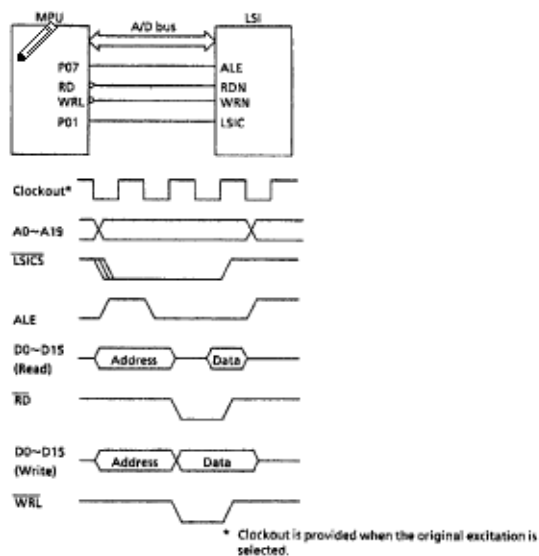 MPU
LSI
A/D bus
P07
ALE
RD
RDN
WRL
WRN
P01
LSIC
Clockout*
A0~A19
LSICS
ALE
D0~D15
(Read)
Address
Data
RD
D0~D15
(Write)
Address
Data
WRL
* Clockout is provided when the original excitation is
selected.